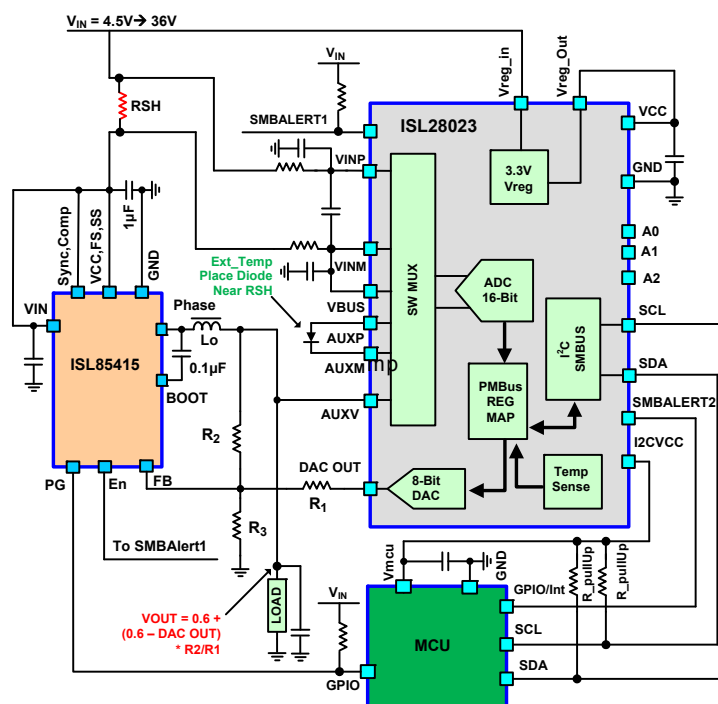 V_IN = 4.5V→ 36V
RSH
V_IN
SMBALERT1
Vreg_in
Vreg_Out
ISL28023
3.3V
Vreg
VCC
GND
A0
A1
A2
SCL
SDA
SMBALERT2
I2CVCC
VINP
VINM
VBUS
AUXP
AUXM
mp
AUXV
DAC OUT
SW MUX
ADC
16-Bit
I²C
SMBUS
PMBus
REG
MAP
8-Bit
DAC
Temp
Sense
Ext_Temp
Place Diode
Near RSH
Sync,Comp
VCC,FS,SS
1µF
GND
VIN
Phase
Lo
0.1µF
BOOT
ISL85415
PG
En
FB
R2
R1
R3
To SMBAlert1
VOUT = 0.6 +
(0.6 – DAC OUT)
* R2/R1
LOAD
V_IN
GPIO
Vmcu
GND
R_pullUp
R_pullUp
GPIO/Int
SCL
SDA
MCU